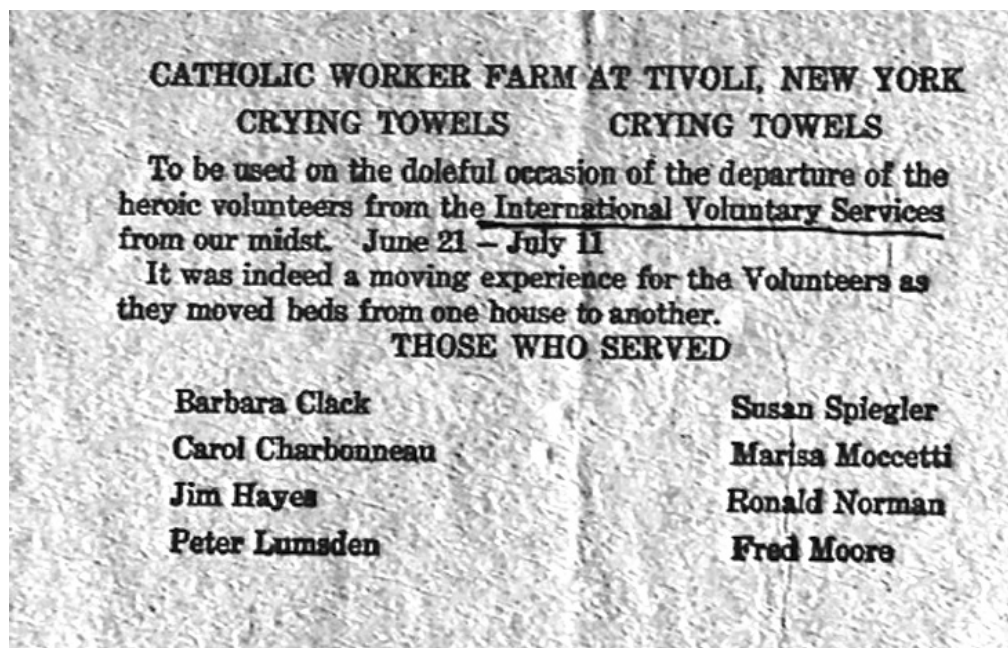 CATHOLIC WORKER FARM AT TIVOLI, NEW YORK
CRYING TOWELS CRYING TOWELS
To be used on the doleful occasion of the departure of the
heroic volunteers from the International Voluntary Services
from our midst. June 21 – July 11
It was indeed a moving experience for the Volunteers as
they moved beds from one house to another.
THOSE WHO SERVED
Barbara Clack Susan Spiegler
Carol Charbonneau Marisa Moccetti
Jim Hayes Ronald Norman
Peter Lumsden Fred Moore